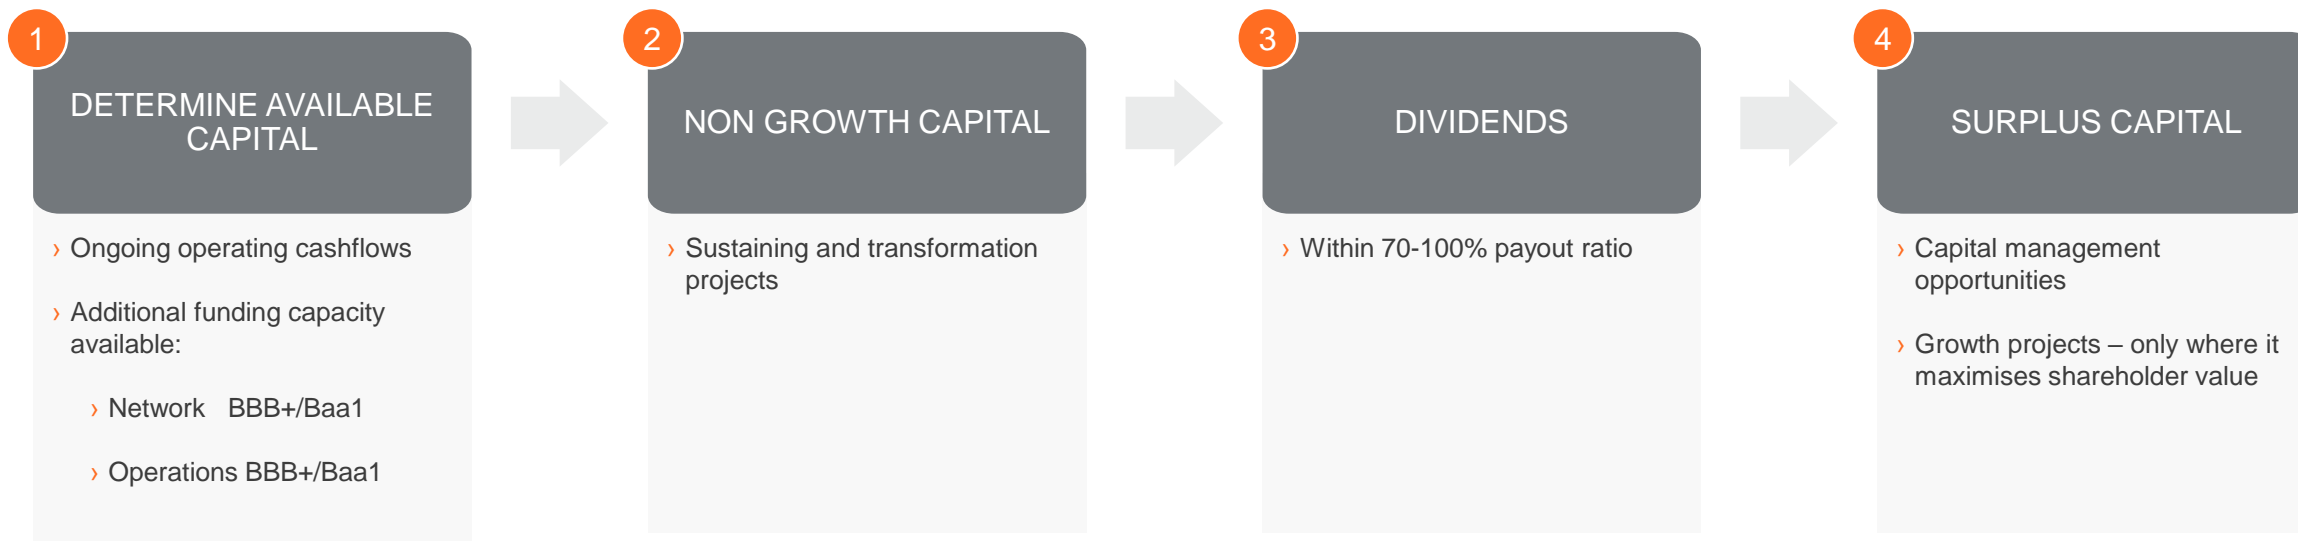 1
DETERMINE AVAILABLE
CAPITAL
› Ongoing operating cashflows
› Additional funding capacity
available:
› Network BBB+/Baa1
› Operations BBB+/Baa1
2
NON GROWTH CAPITAL
› Sustaining and transformation
projects
3
DIVIDENDS
› Within 70-100% payout ratio
4
SURPLUS CAPITAL
› Capital management
opportunities
› Growth projects – only where it
maximises shareholder value